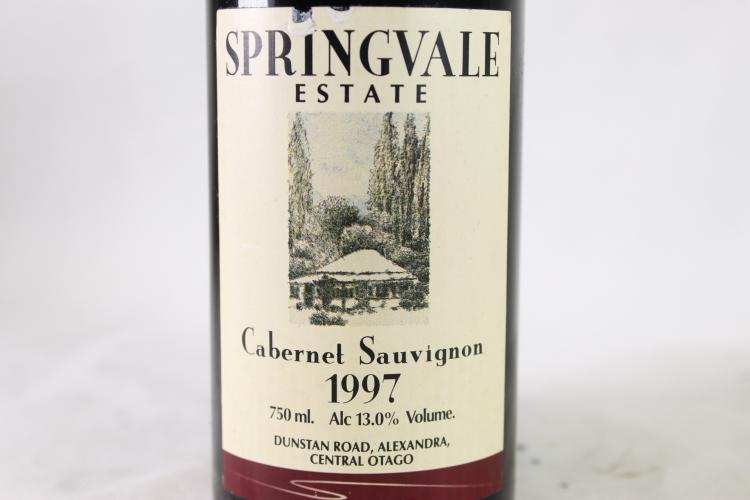 SPRINGVALE
ESTATE
Cabernet Sauvignon
1997
750 ml. Alc 13.0% Volume.
DUNSTAN ROAD, ALEXANDRA,
CENTRAL OTAGO